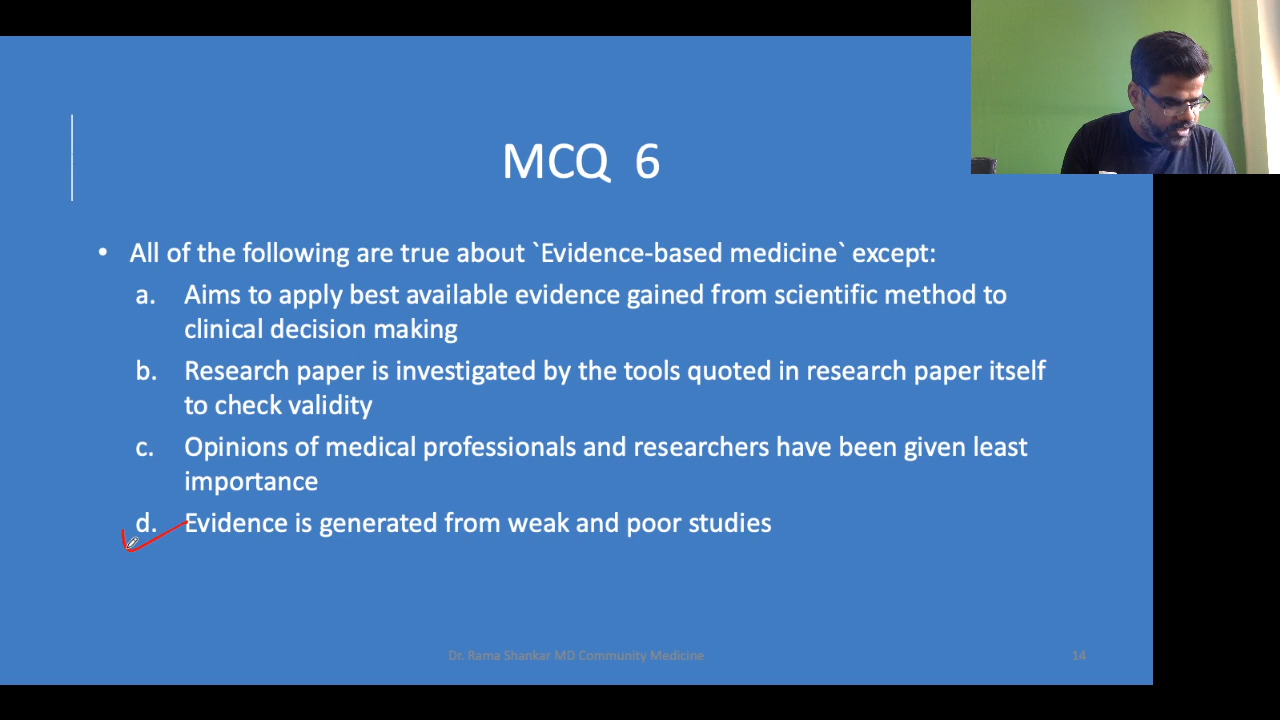 MCQ 6
• All of the following are true about `Evidence-based medicine` except:
a. Aims to apply best available evidence gained from scientific method to
clinical decision making
b. Research paper is investigated by the tools quoted in research paper itself
to check validity
c. Opinions of medical professionals and researchers have been given least
importance
d. Evidence is generated from weak and poor studies
Dr. Rama Shankar MD Community Medicine
14